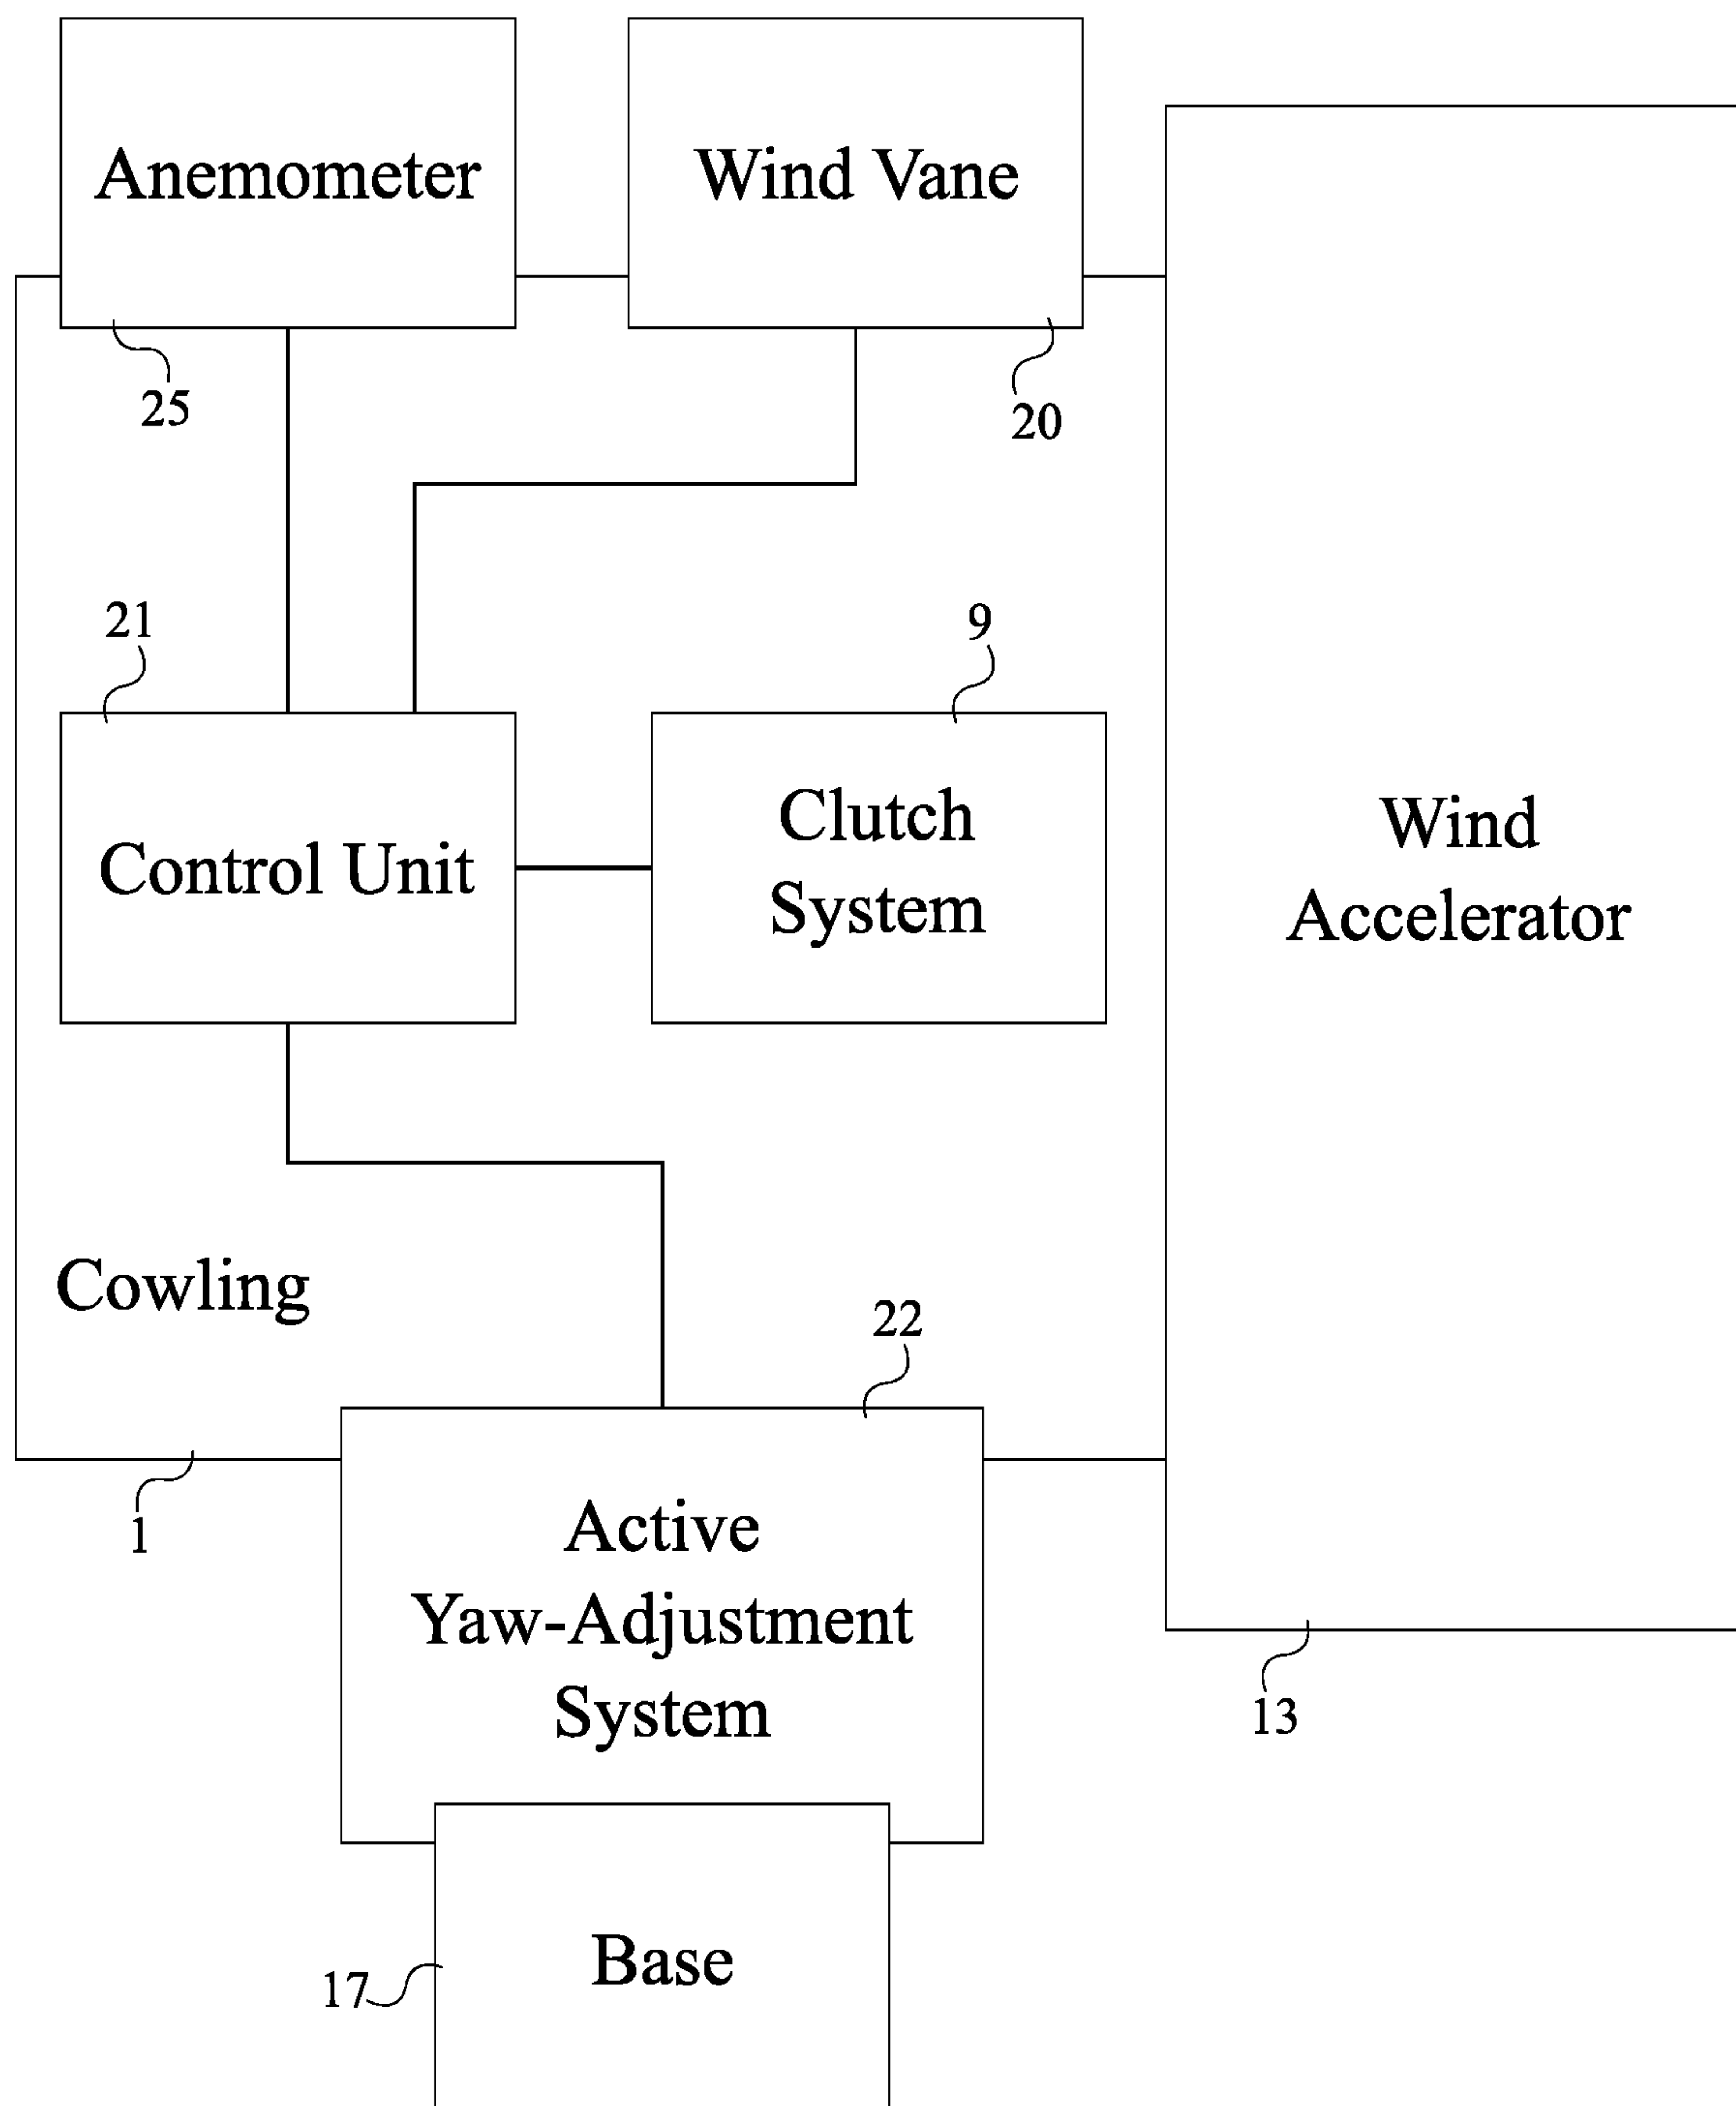 Anemometer
Wind Vane
25
20
21
9
Control Unit
Clutch
System
Wind
Accelerator
Cowling
22
1
Active
Yaw-Adjustment
System
13
Base
17